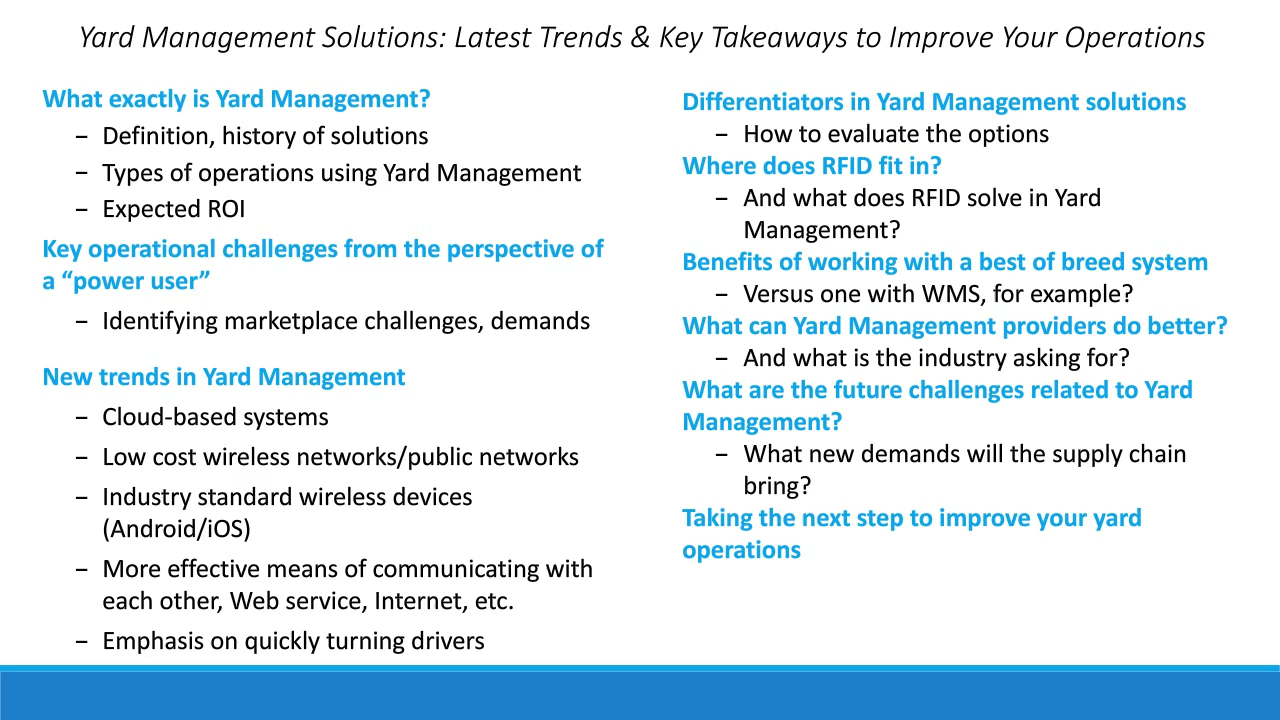 Yard Management Solutions: Latest Trends & Key Takeaways to Improve Your Operations
What exactly is Yard Management?
– Definition, history of solutions
– Types of operations using Yard Management
– Expected ROI
Key operational challenges from the perspective of
a “power user”
– Identifying marketplace challenges, demands
New trends in Yard Management
– Cloud-based systems
– Low cost wireless networks/public networks
– Industry standard wireless devices
(Android/iOS)
– More effective means of communicating with
each other, Web service, Internet, etc.
– Emphasis on quickly turning drivers
Differentiators in Yard Management solutions
– How to evaluate the options
Where does RFID fit in?
– And what does RFID solve in Yard
Management?
Benefits of working with a best of breed system
– Versus one with WMS, for example?
What can Yard Management providers do better?
– And what is the industry asking for?
What are the future challenges related to Yard
Management?
– What new demands will the supply chain
bring?
Taking the next step to improve your yard
operations